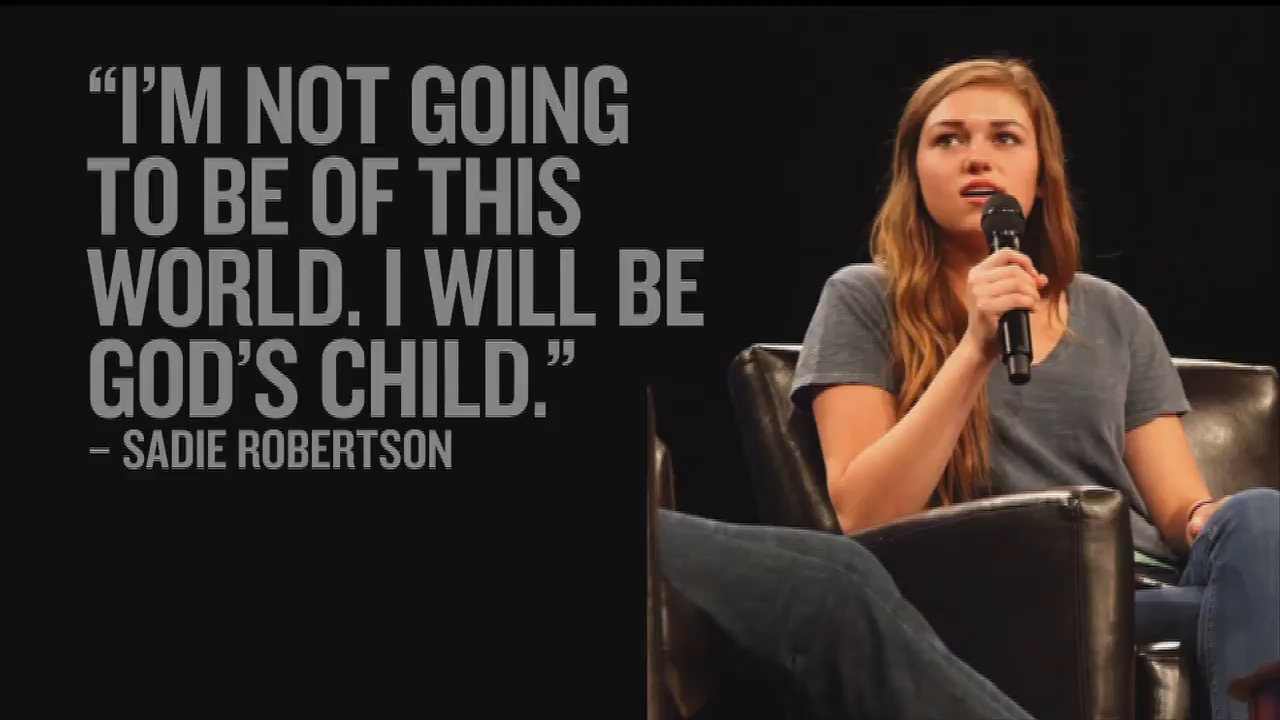 “I’M NOT GOING
TO BE OF THIS
WORLD. I WILL BE
GOD’S CHILD.”
– SADIE ROBERTSON